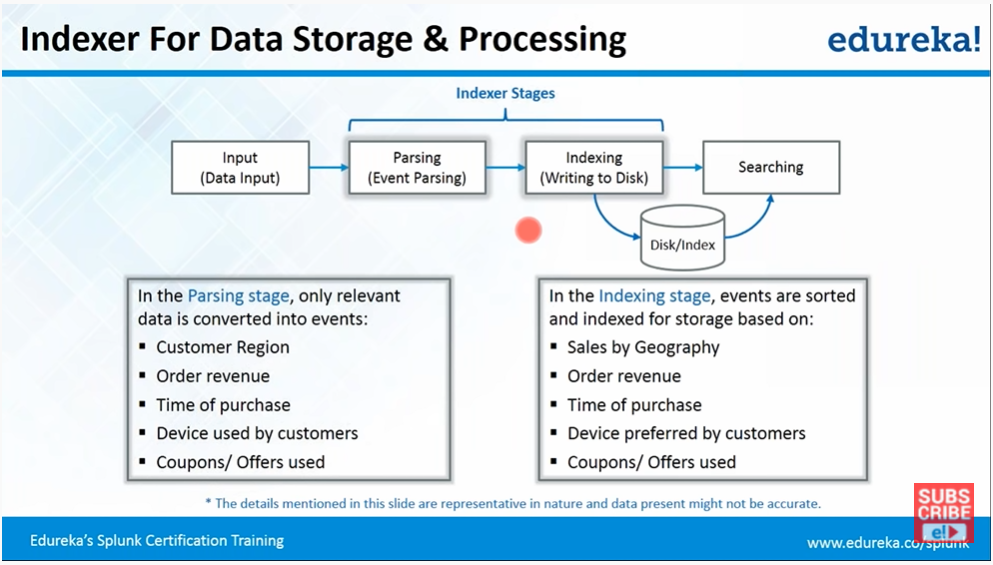 Indexer For Data Storage & Processing
edureka!
Indexer Stages
Input
(Data Input)
Parsing
(Event Parsing)
Indexing
(Writing to Disk)
Searching
Disk/Index
In the Parsing stage, only relevant
data is converted into events:
▪ Customer Region
▪ Order revenue
▪ Time of purchase
▪ Device used by customers
▪ Coupons/ Offers used
In the Indexing stage, events are sorted
and indexed for storage based on:
▪ Sales by Geography
▪ Order revenue
▪ Time of purchase
▪ Device preferred by customers
▪ Coupons/ Offers used
* The details mentioned in this slide are representative in nature and data present might not be accurate.
SUBS
CRIBE
e!
Edureka's Splunk Certification Training
www.edureka.co/splunk